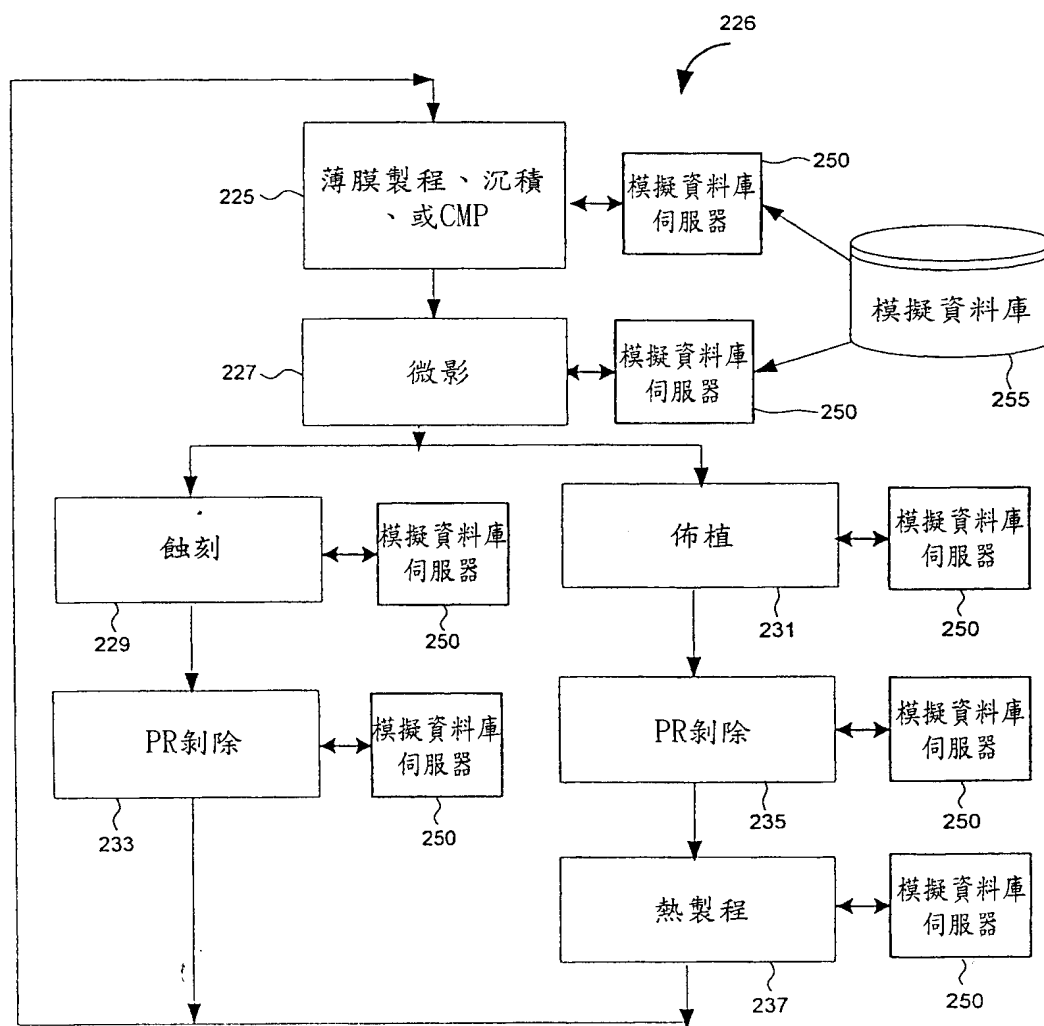 226
225
薄膜製程、沉積
、或CMP
250
模擬資料庫
伺服器
模擬資料庫
255
227
微影
模擬資料庫
伺服器
250
蝕刻
229
模擬資料庫
伺服器
250
佈植
231
模擬資料庫
伺服器
250
PR剝除
233
模擬資料庫
伺服器
250
PR剝除
235
模擬資料庫
伺服器
250
熱製程
237
模擬資料庫
伺服器
250